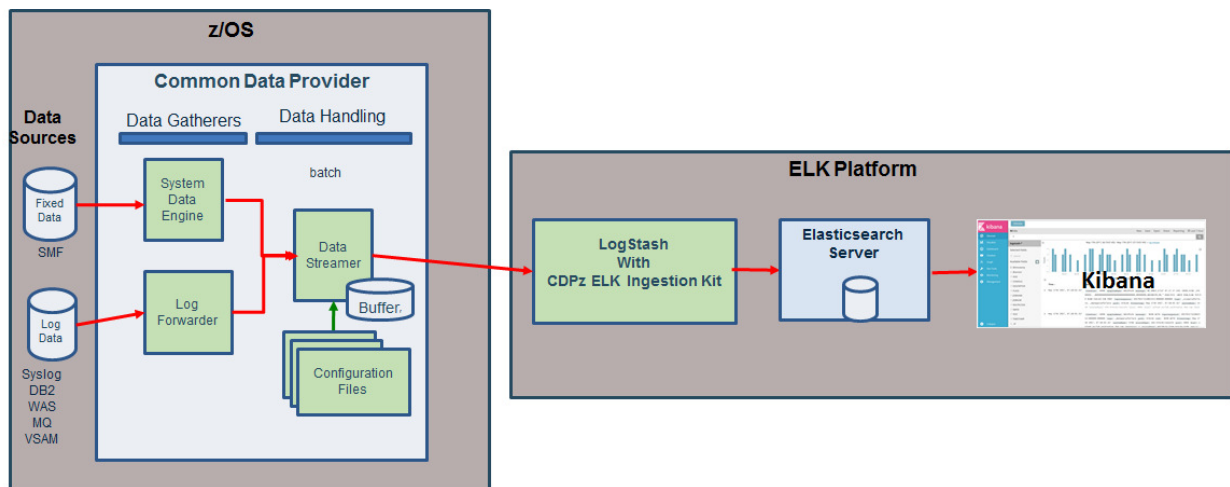 z/OS
Common Data Provider
Data
Sources
Data Gatherers
Data Handling
Fixed
Data
SMF
System
Data
Engine
batch
Data
Streamer
Buffer
Log
Data
Log
Forwarder
Configuration
Files
Syslog
DB2
WAS
MQ
VSAM
ELK Platform
LogStash
With
CDPz ELK Ingestion Kit
Elasticsearch
Server
kibana
Kibana